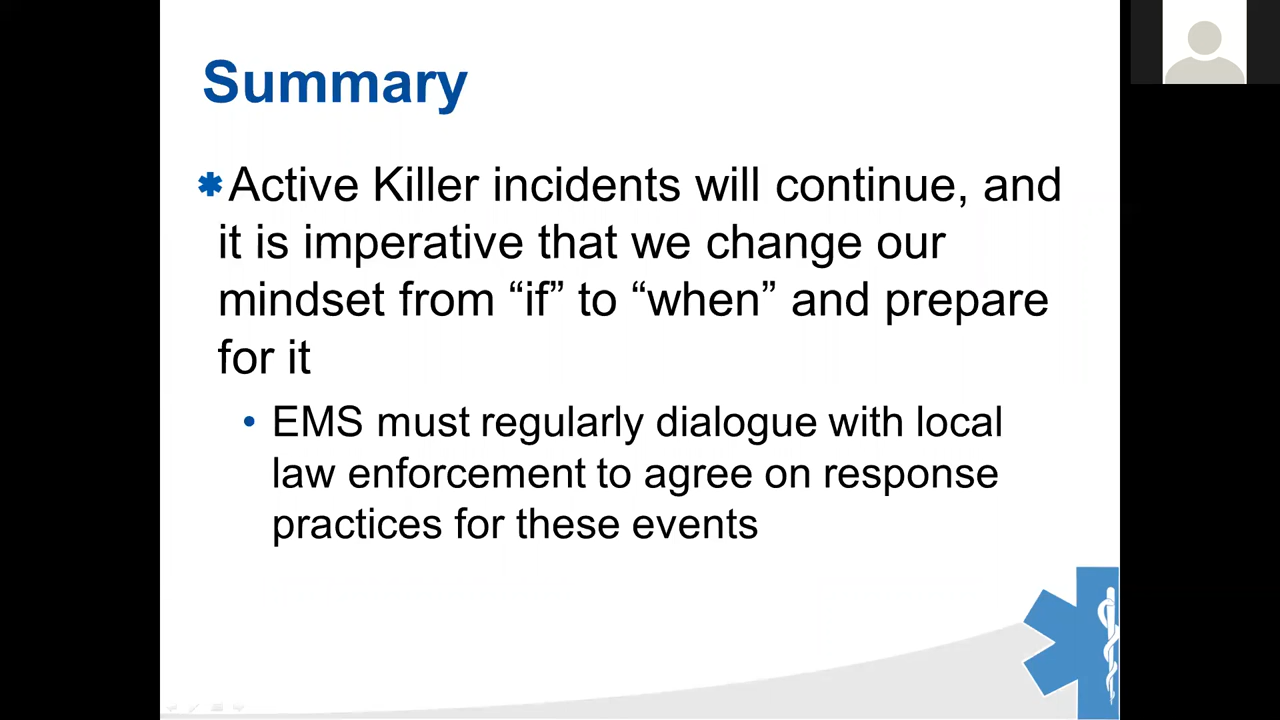 Summary
Active Killer incidents will continue, and
it is imperative that we change our
mindset from “if” to “when” and prepare
for it
• EMS must regularly dialogue with local
law enforcement to agree on response
practices for these events